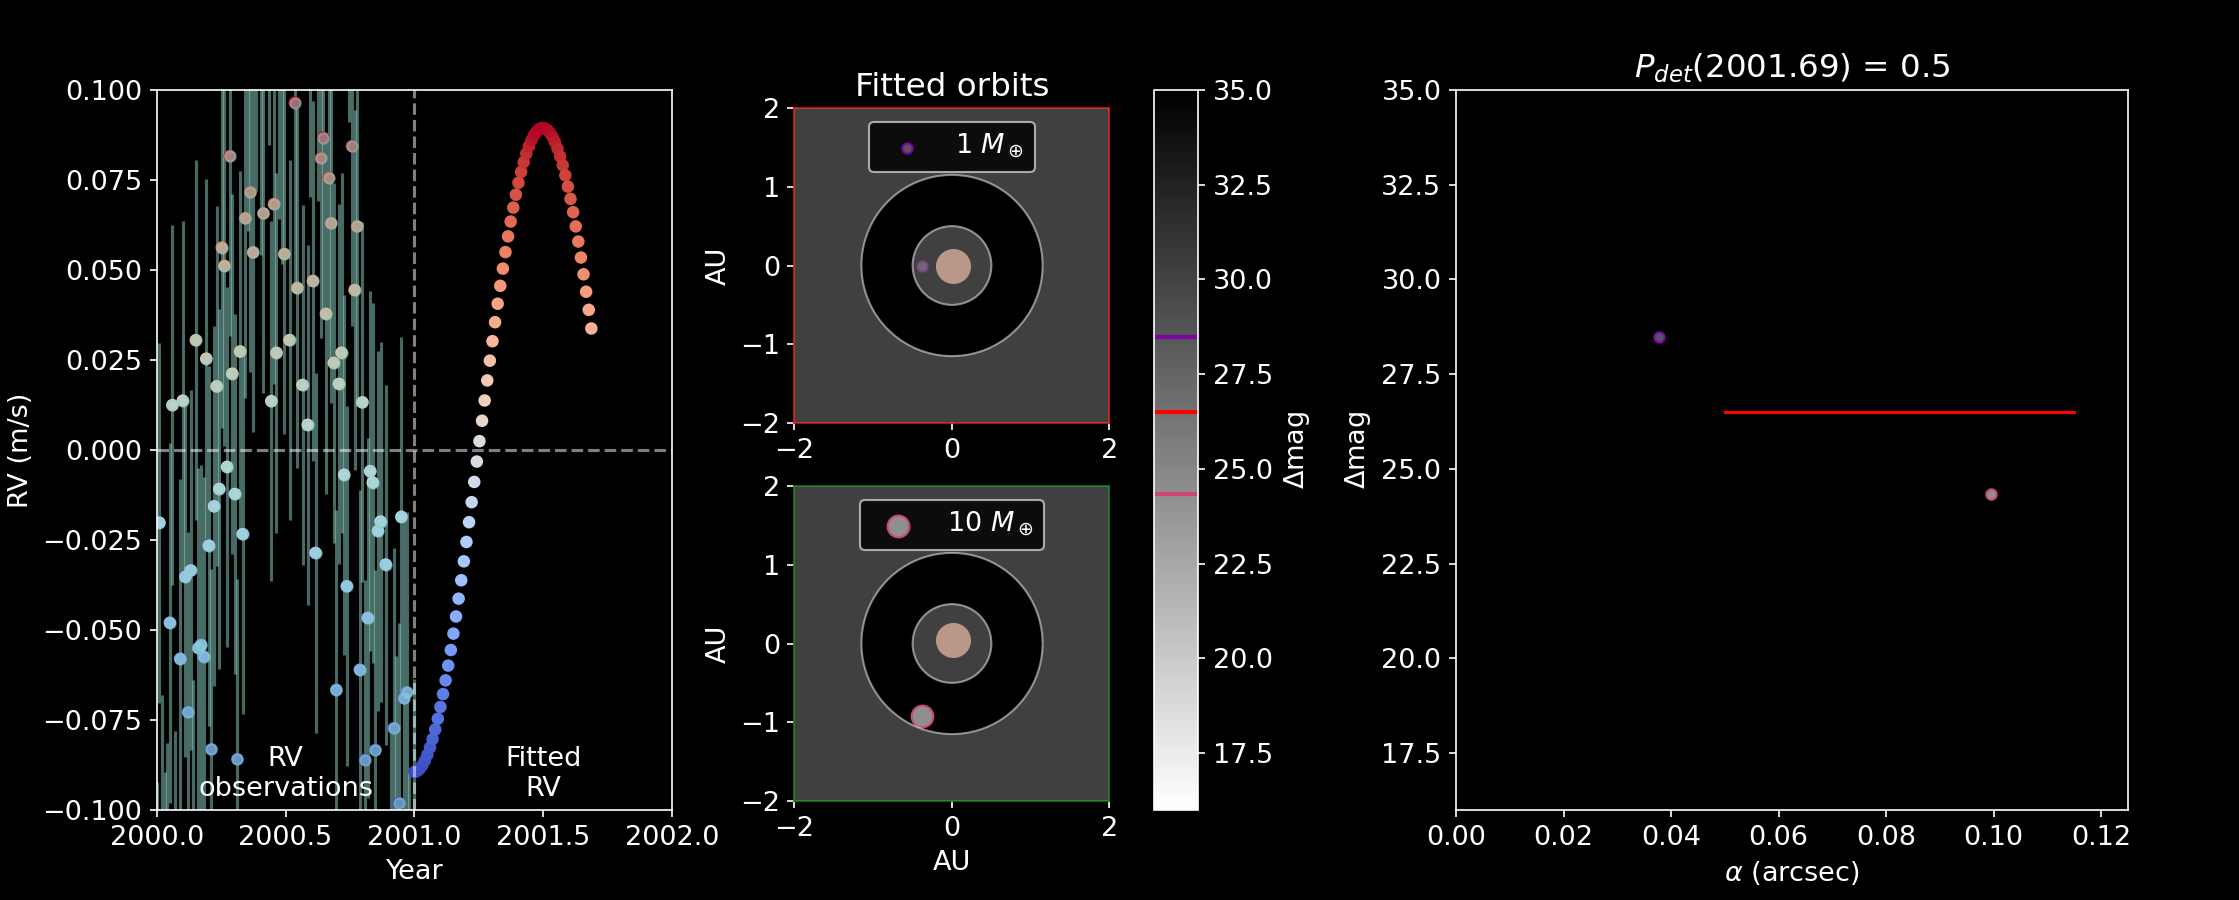 0.100
0.075
0.050
0.025
0.000
−0.025
−0.050
−0.075
−0.100
RV (m/s)
RV
observations
Fitted
RV
2000.0 2000.5 2001.0 2001.5 2002.0
Year
Fitted orbits
2
1
0
−1
−2
AU
1 M⊕
−2 0 2
2
1
0
−1
−2
AU
10 M⊕
−2 0 2
AU
35.0
32.5
30.0
27.5
25.0
22.5
20.0
17.5
Δmag
P_det(2001.69) = 0.5
35.0
32.5
30.0
27.5
25.0
22.5
20.0
17.5
Δmag
0.00 0.02 0.04 0.06 0.08 0.10 0.12
α (arcsec)